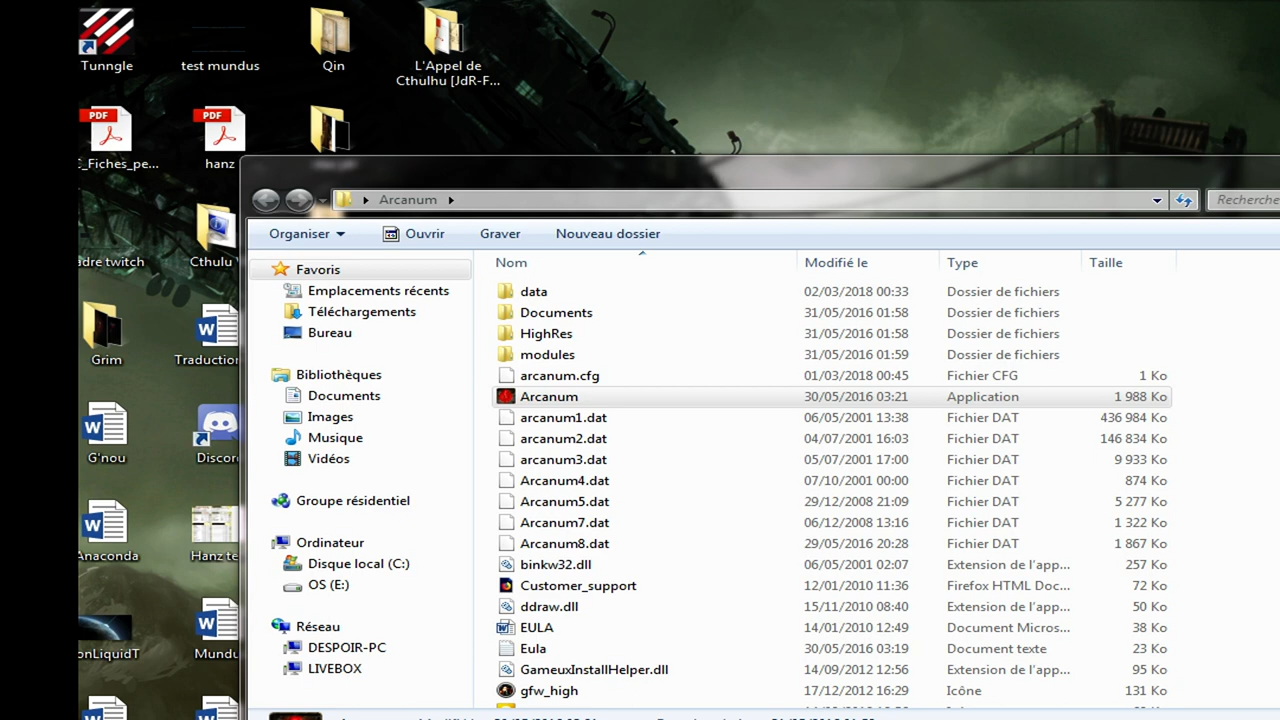 Tunngle
test mundus
Qin
L'Appel de
Cthulhu [JdR-F...
PDF
PDF
C_Fiches_pe...
hanz
adre twitch
Cthulu
Grim
Traduction
G'nou
Discord
Anaconda
Hanz te
onLiquidT
Mundu
Arcanum
Recherche
Organiser
Ouvrir
Graver
Nouveau dossier
Nom
Modifié le
Type
Taille
Favoris
Emplacements récents
Téléchargements
Bureau
Bibliothèques
Documents
Images
Musique
Vidéos
Groupe résidentiel
Ordinateur
Disque local (C:)
OS (E:)
Réseau
DESPOIR-PC
LIVEBOX
data 02/03/2018 00:33 Dossier de fichiers
Documents 31/05/2016 01:58 Dossier de fichiers
HighRes 31/05/2016 01:58 Dossier de fichiers
modules 31/05/2016 01:59 Dossier de fichiers
arcanum.cfg 01/03/2018 00:45 Fichier CFG 1 Ko
Arcanum 30/05/2016 03:21 Application 1 988 Ko
arcanum1.dat 09/05/2001 13:38 Fichier DAT 436 984 Ko
arcanum2.dat 04/07/2001 16:03 Fichier DAT 146 834 Ko
arcanum3.dat 05/07/2001 17:00 Fichier DAT 9 933 Ko
Arcanum4.dat 07/10/2001 00:00 Fichier DAT 874 Ko
Arcanum5.dat 29/12/2008 21:09 Fichier DAT 5 277 Ko
Arcanum7.dat 06/12/2008 13:16 Fichier DAT 1 322 Ko
Arcanum8.dat 29/05/2016 20:28 Fichier DAT 1 867 Ko
binkw32.dll 06/05/2001 02:07 Extension de l'app... 257 Ko
Customer_support 12/01/2010 11:36 Firefox HTML Doc... 72 Ko
ddraw.dll 15/11/2010 08:40 Extension de l'app... 50 Ko
EULA 14/01/2010 12:49 Document Micros... 38 Ko
Eula 30/05/2016 03:19 Document texte 23 Ko
GameuxInstallHelper.dll 14/09/2012 12:56 Extension de l'app... 95 Ko
gfw_high 17/12/2012 16:29 Icône 131 Ko